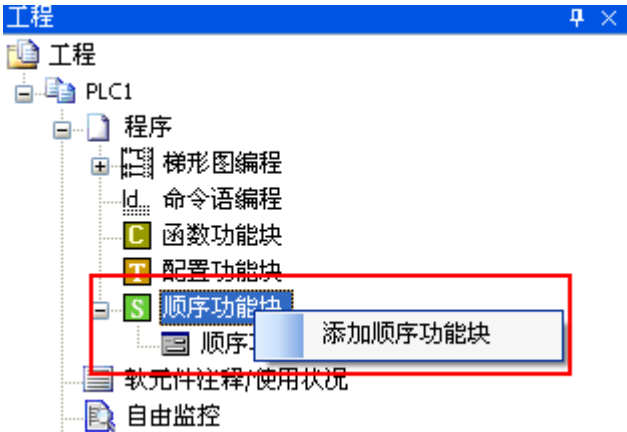 工程
工程
PLC1
程序
梯形图编程
ld 命令语编程
C 函数功能块
T 配置功能块
S 顺序功能块
添加顺序功能块
顺序
软元件注释/使用状况
自由监控